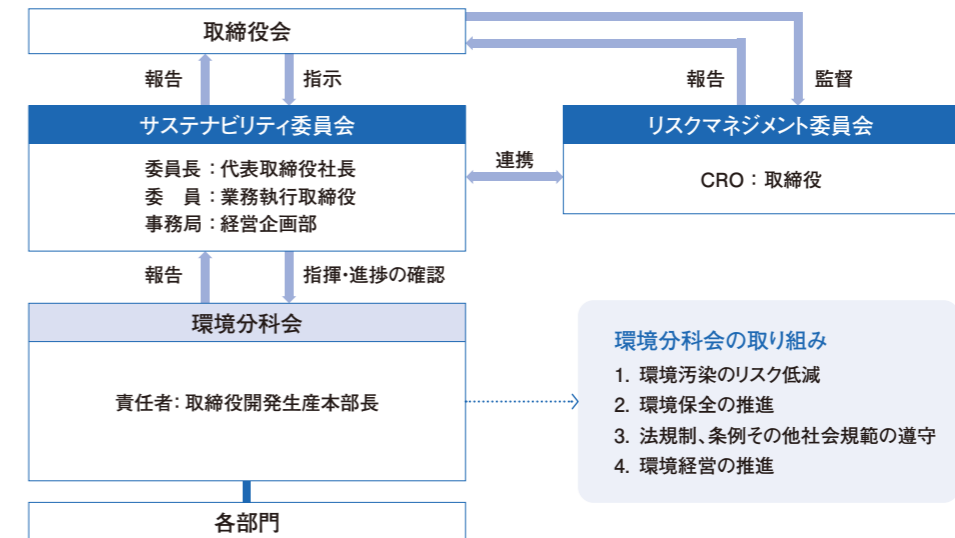 取締役会
報告
指示
報告
監督
サステナビリティ委員会
委員長：代表取締役社長
委　員：業務執行取締役
事務局：経営企画部
連携
リスクマネジメント委員会
CRO：取締役
報告
指揮・進捗の確認
環境分科会
責任者：取締役開発生産本部長
環境分科会の取り組み
1. 環境汚染のリスク低減
2. 環境保全の推進
3. 法規制、条例その他社会規範の遵守
4. 環境経営の推進
各部門